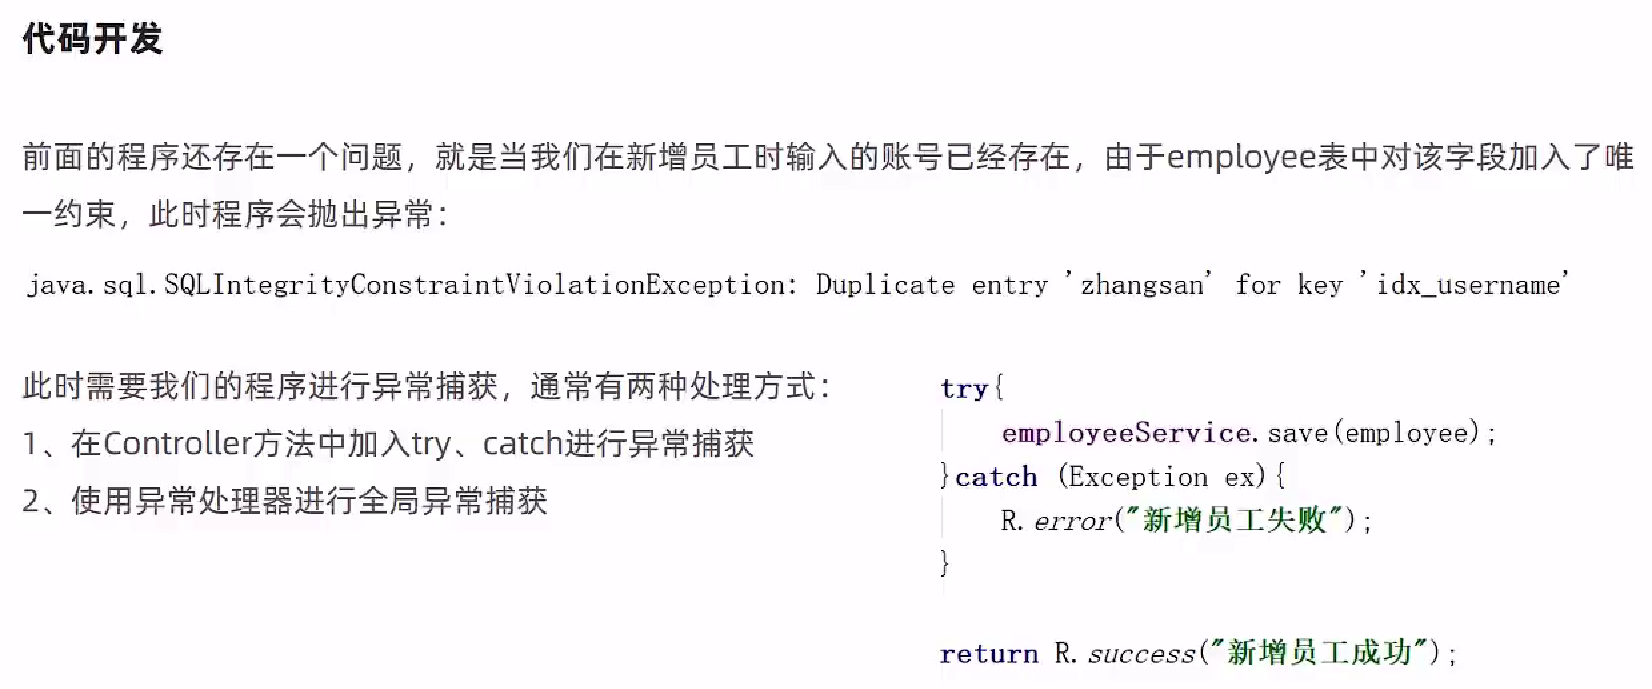 代码开发
前面的程序还存在一个问题，就是当我们在新增员工时输入的账号已经存在，由于employee表中对该字段加入了唯
一约束，此时程序会抛出异常：
java.sql.SQLIntegrityConstraintViolationException: Duplicate entry 'zhangsan' for key 'idx_username'
此时需要我们的程序进行异常捕获，通常有两种处理方式：
1、在Controller方法中加入try、catch进行异常捕获
2、使用异常处理器进行全局异常捕获
try{
employeeService.save(employee);
}catch (Exception ex){
R.error("新增员工失败");
}
return R.success("新增员工成功");